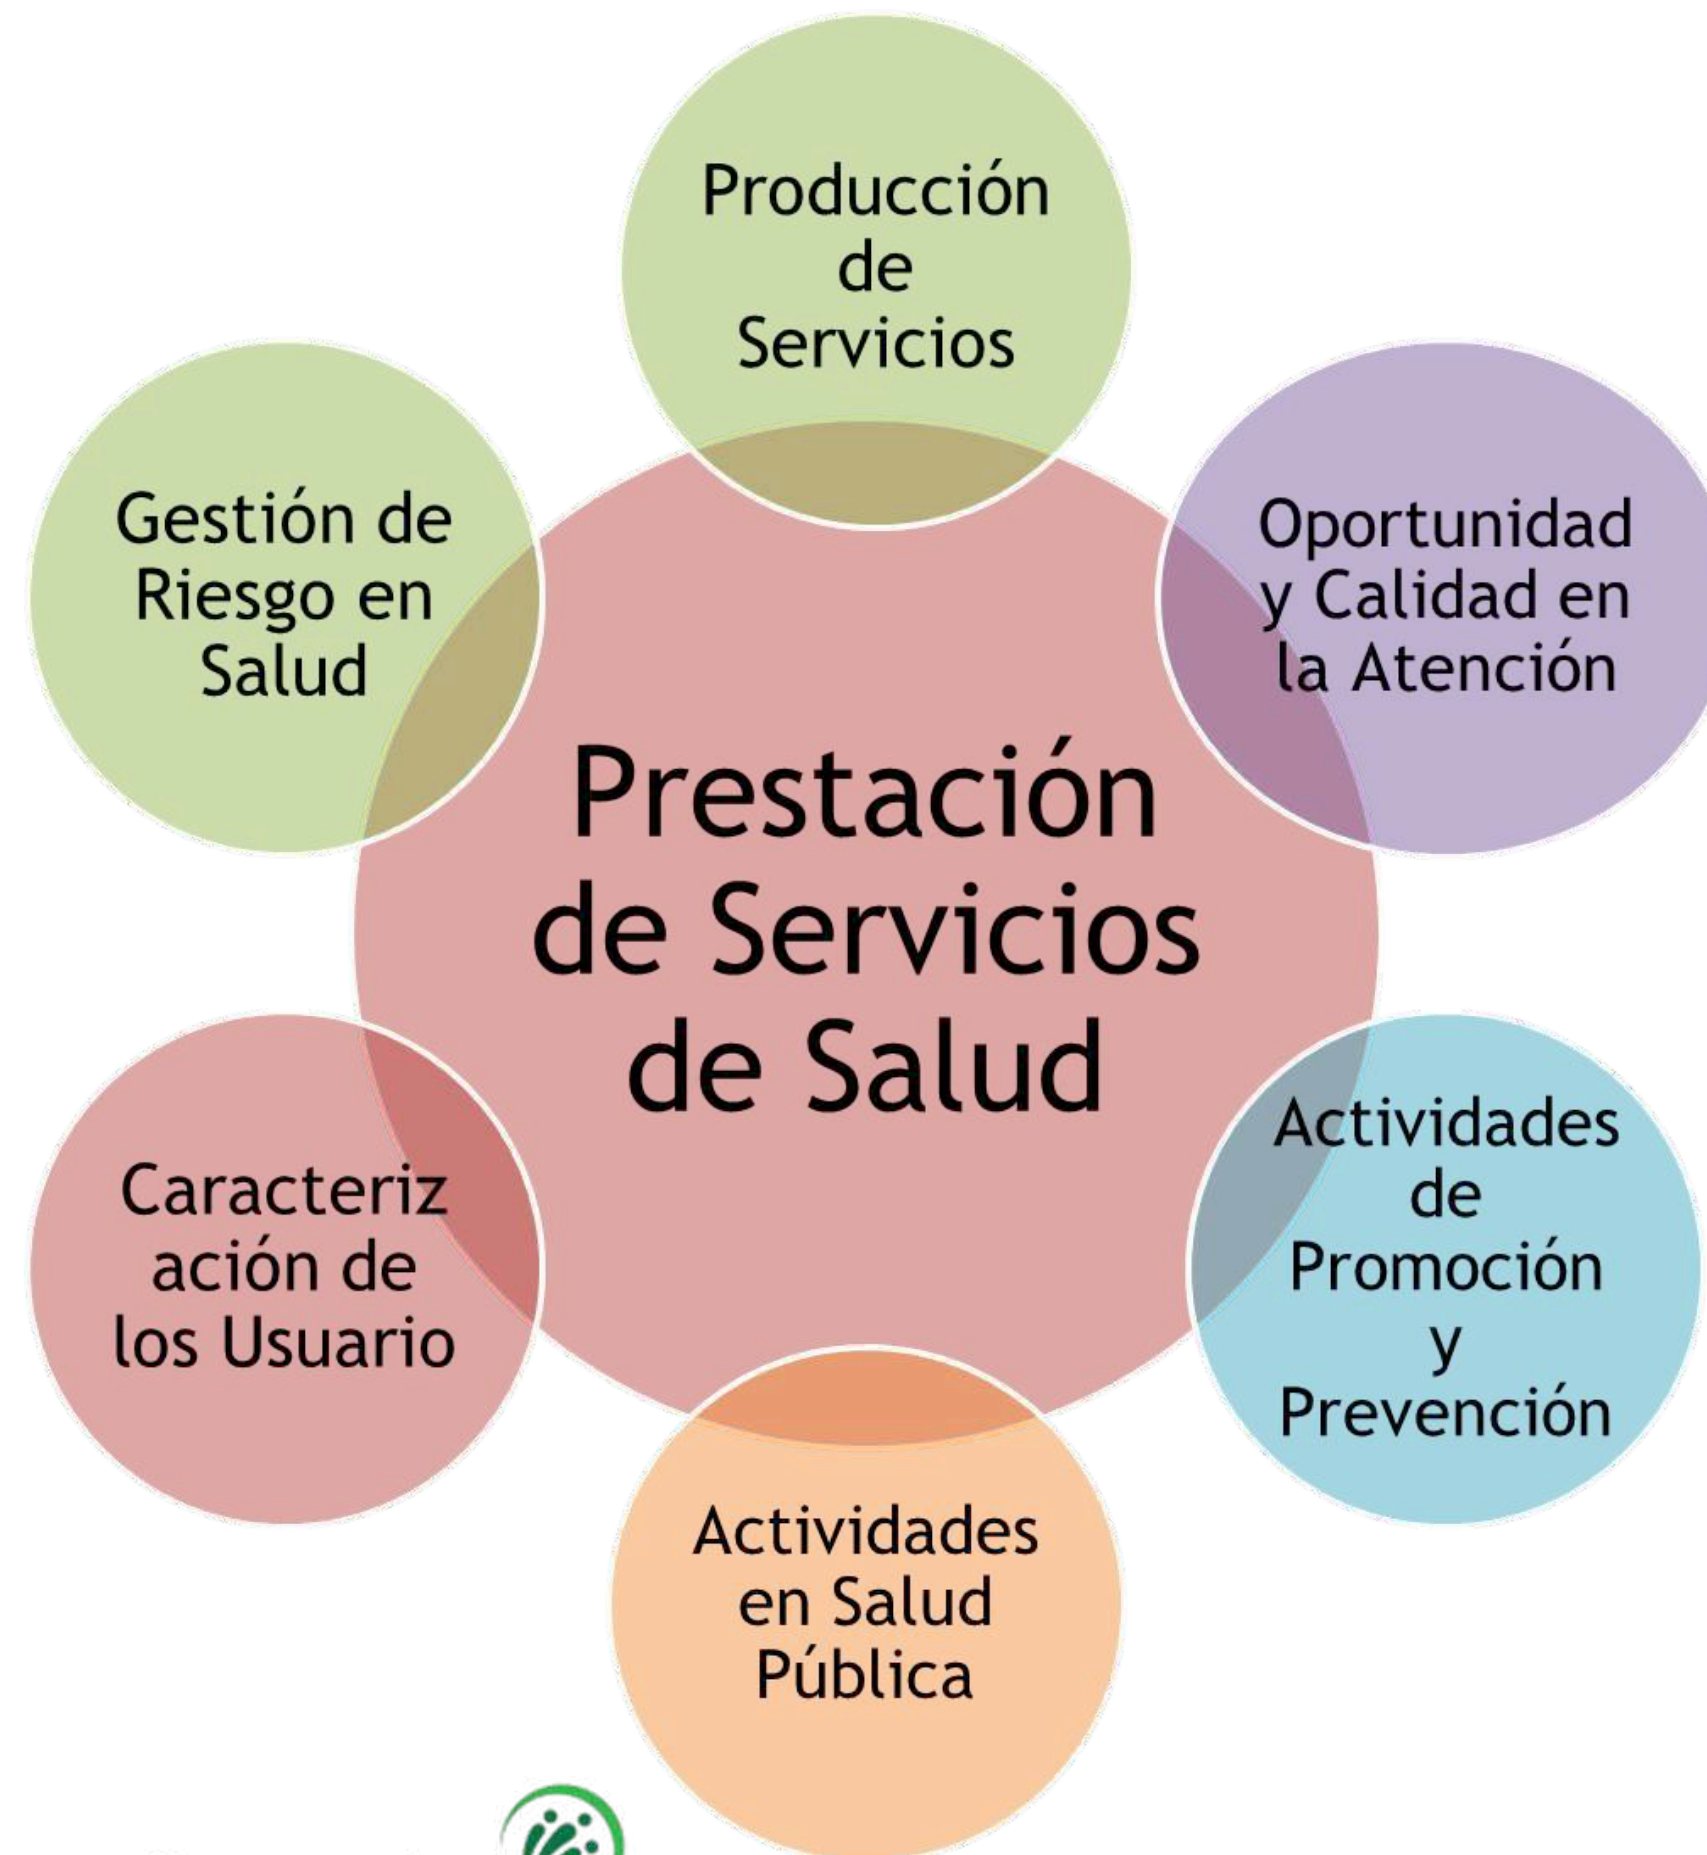 Producción
de
Servicios
Oportunidad
y Calidad en
la Atención
Actividades
de
Promoción
y
Prevención
Actividades
en Salud
Pública
Caracteriz
ación de
los Usuario
Gestión de
Riesgo en
Salud
Prestación
de Servicios
de Salud